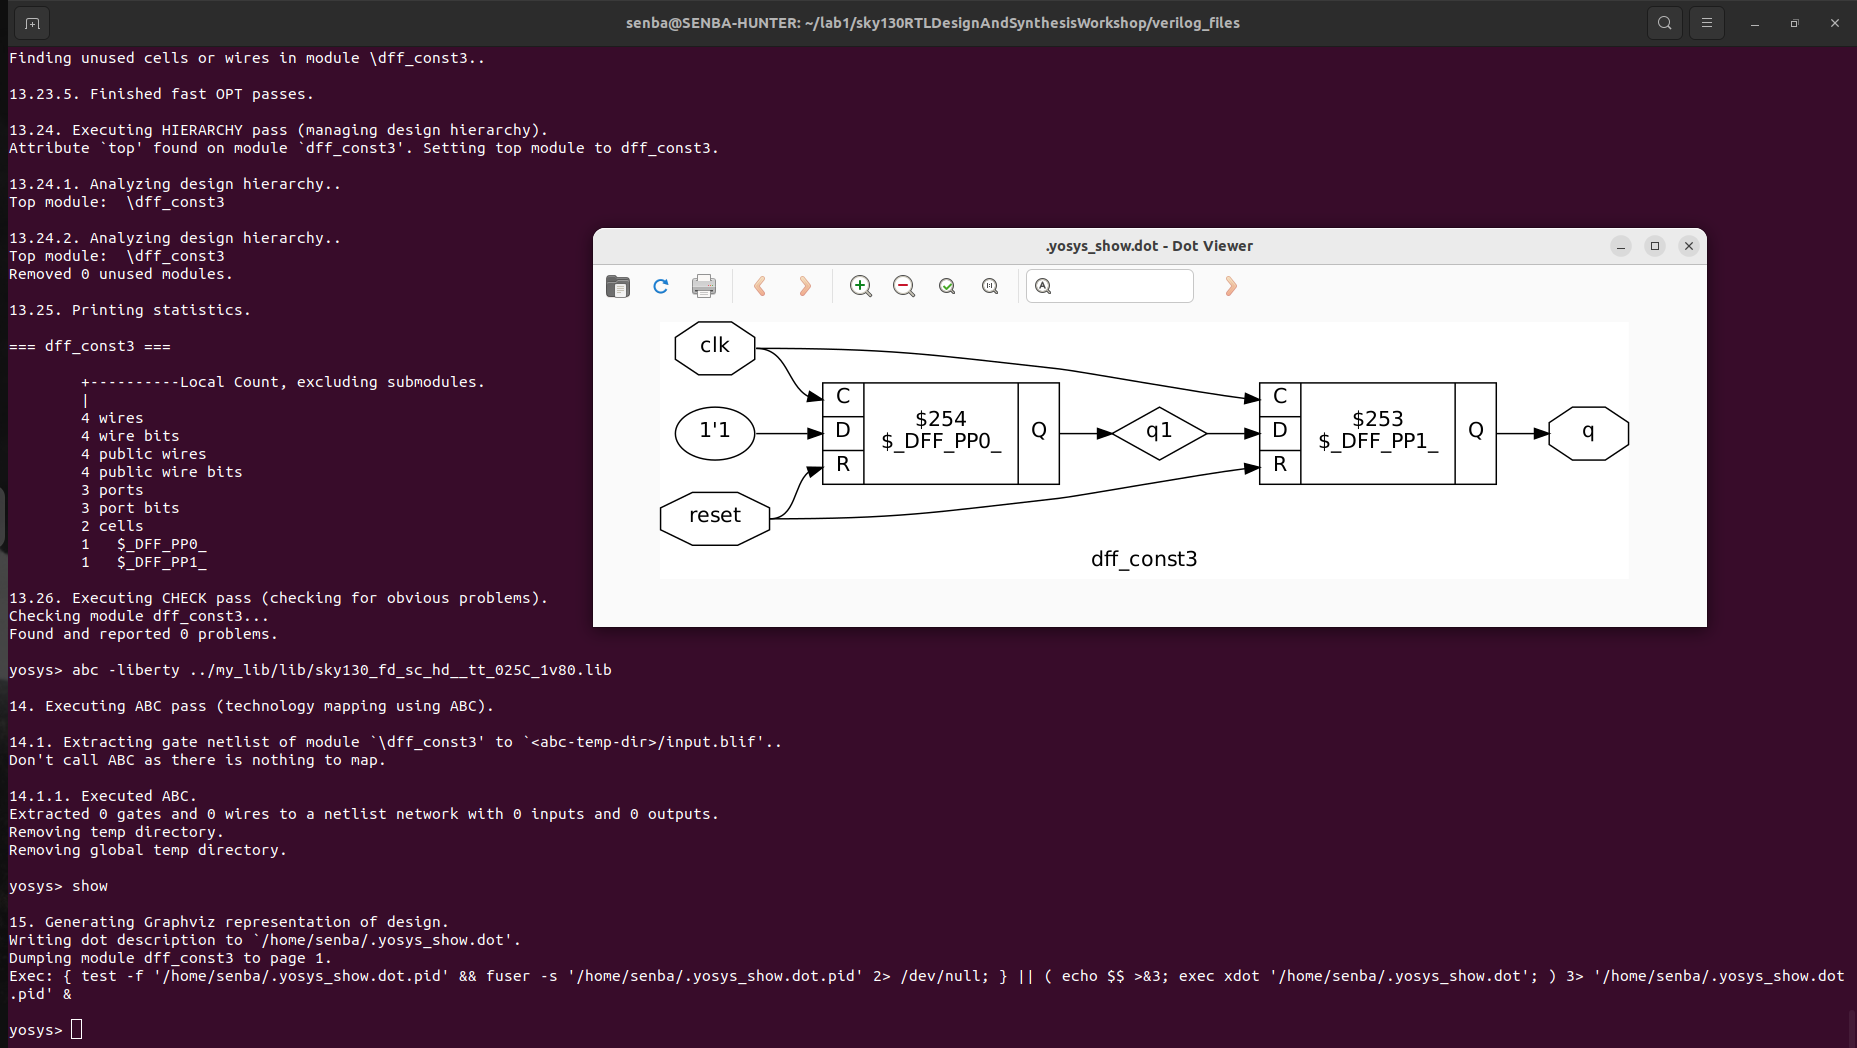 senba@SENBA-HUNTER: ~/lab1/sky130RTLDesignAndSynthesisWorkshop/verilog_files
Finding unused cells or wires in module \dff_const3..
13.23.5. Finished fast OPT passes.
13.24. Executing HIERARCHY pass (managing design hierarchy).
Attribute `top' found on module `dff_const3'. Setting top module to dff_const3.
13.24.1. Analyzing design hierarchy..
Top module:  \dff_const3
13.24.2. Analyzing design hierarchy..
Top module:  \dff_const3
Removed 0 unused modules.
13.25. Printing statistics.
=== dff_const3 ===
+----------Local Count, excluding submodules.
|
4 wires
4 wire bits
4 public wires
4 public wire bits
3 ports
3 port bits
2 cells
1   $_DFF_PP0_
1   $_DFF_PP1_
13.26. Executing CHECK pass (checking for obvious problems).
Checking module dff_const3...
Found and reported 0 problems.
yosys> abc -liberty ../my_lib/lib/sky130_fd_sc_hd__tt_025C_1v80.lib
14. Executing ABC pass (technology mapping using ABC).
14.1. Extracting gate netlist of module `\dff_const3' to `<abc-temp-dir>/input.blif'..
Don't call ABC as there is nothing to map.
14.1.1. Executed ABC.
Extracted 0 gates and 0 wires to a netlist network with 0 inputs and 0 outputs.
Removing temp directory.
Removing global temp directory.
yosys> show
15. Generating Graphviz representation of design.
Writing dot description to `/home/senba/.yosys_show.dot'.
Dumping module dff_const3 to page 1.
Exec: { test -f '/home/senba/.yosys_show.dot.pid' && fuser -s '/home/senba/.yosys_show.dot.pid' 2> /dev/null; } || ( echo $$ >&3; exec xdot '/home/senba/.yosys_show.dot'; ) 3> '/home/senba/.yosys_show.dot
.pid' &
yosys>
.yosys_show.dot - Dot Viewer
clk
1'1
reset
C
D
R
$254
$_DFF_PP0_
Q
q1
C
D
R
$253
$_DFF_PP1_
Q
q
dff_const3